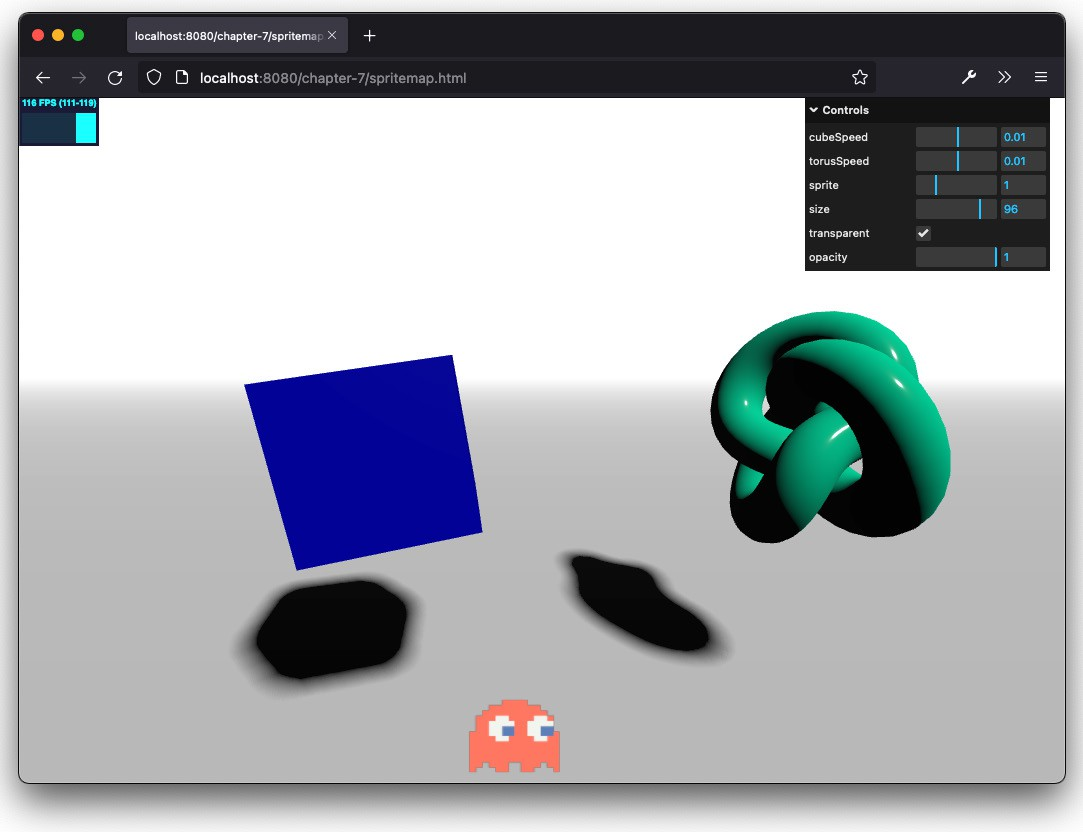 localhost:8080/chapter-7/spritemap
localhost:8080/chapter-7/spritemap.html
116 FPS (111-119)
Controls
cubeSpeed 0.01
torusSpeed 0.01
sprite 1
size 96
transparent
opacity 1